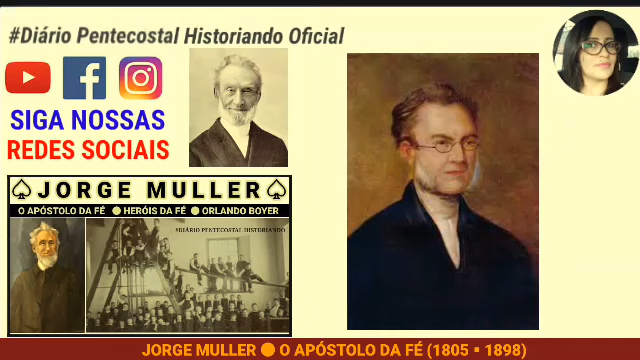 #Diário Pentecostal Historiando Oficial
SIGA NOSSAS
REDES SOCIAIS
♤ JORGE MULLER ♤
O APÓSTOLO DA FÉ ● HERÓIS DA FÉ ● ORLANDO BOYER
#DIÁRIO PENTECOSTAL HISTORIANDO
JORGE MULLER ● O APÓSTOLO DA FÉ (1805 ▪ 1898)